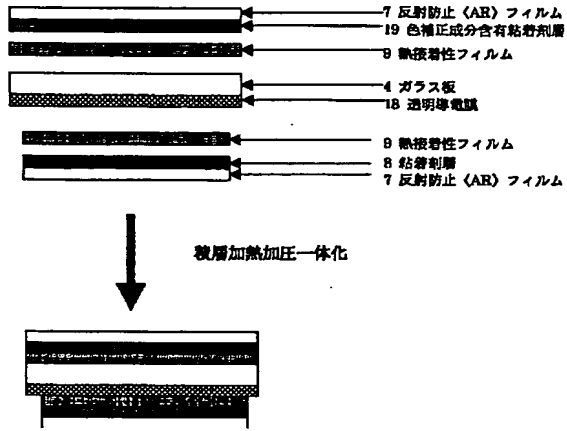 7 反射防止《AR》フィルム
19 色補正成分含有粘着剤層
9 熱接着性フィルム
4 ガラス板
18 透明導電膜
9 熱接着性フィルム
8 粘着剤層
7 反射防止《AR》フィルム
積層加熱加圧一体化